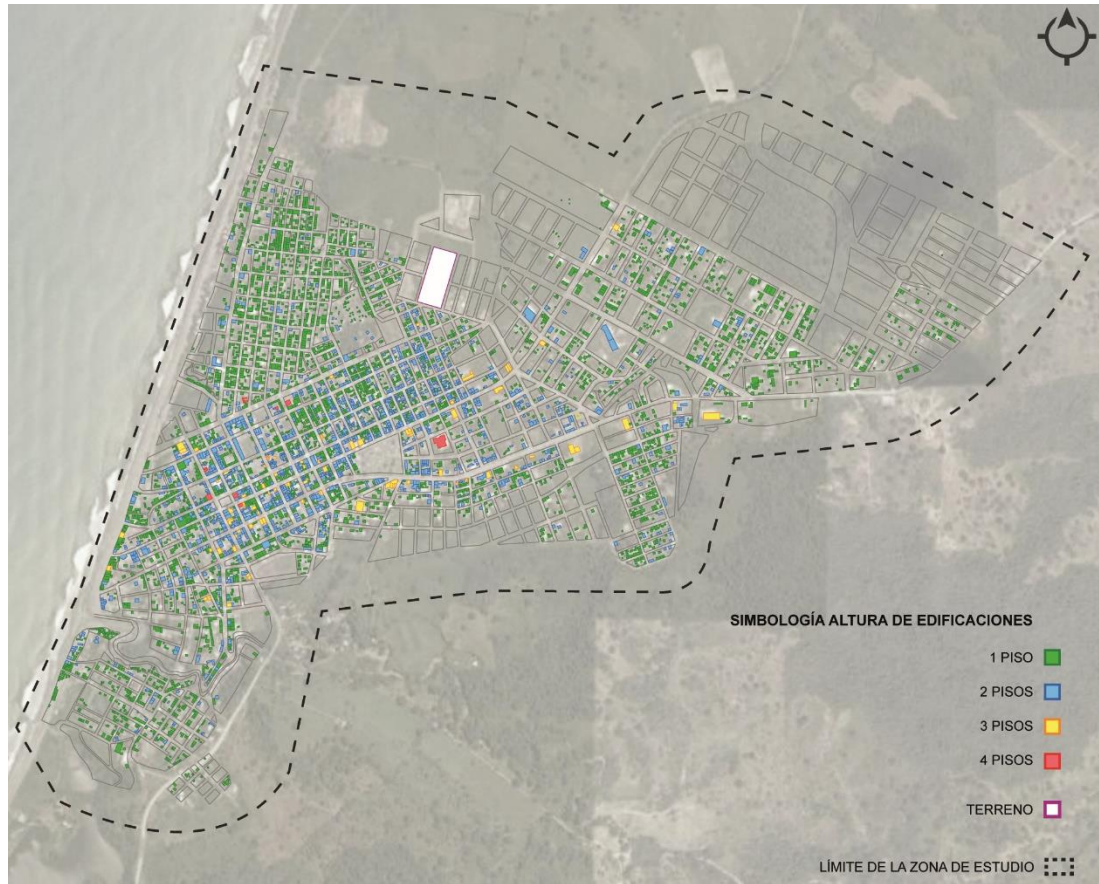 SIMBOLOGÍA ALTURA DE EDIFICACIONES
1 PISO
2 PISOS
3 PISOS
4 PISOS
TERRENO
LÍMITE DE LA ZONA DE ESTUDIO